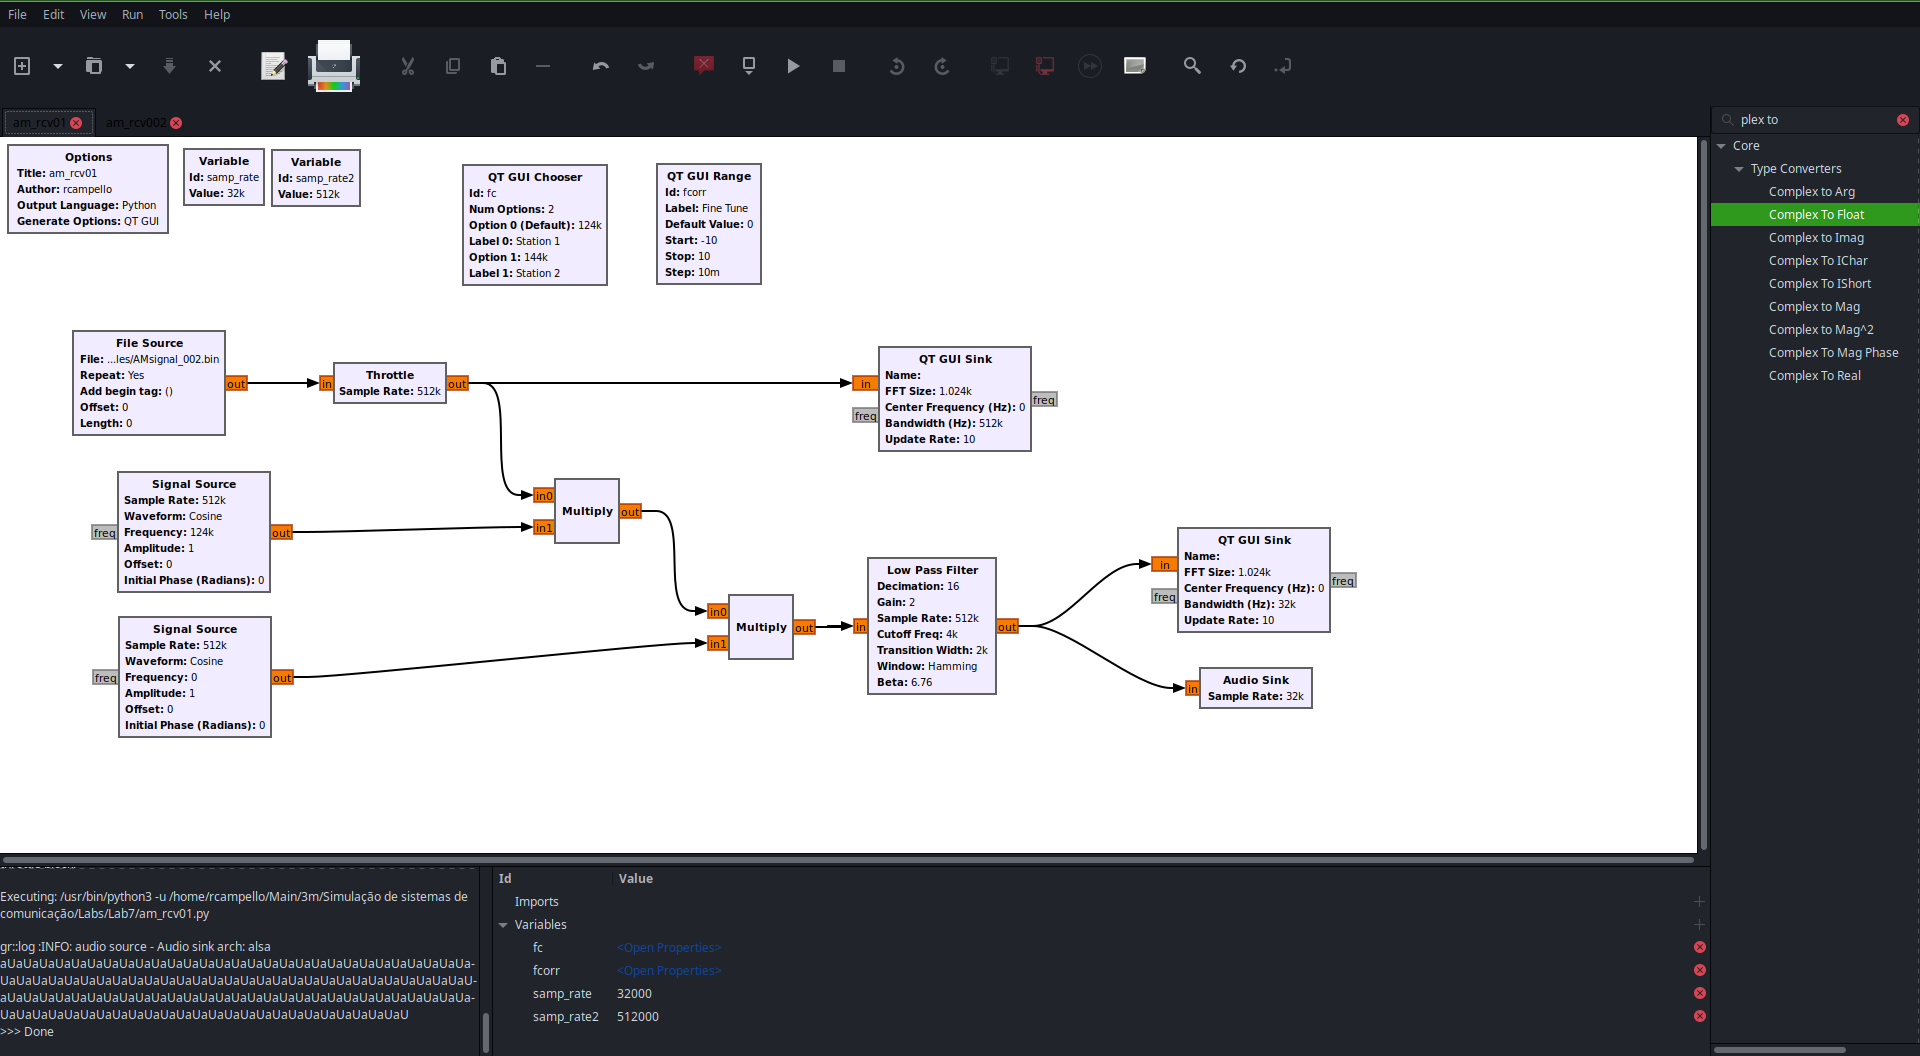 File Edit View Run Tools Help
am_rcv01 am_rcv002
Options
Title: am_rcv01
Author: rcampello
Output Language: Python
Generate Options: QT GUI
Variable
Id: samp_rate
Value: 32k
Variable
Id: samp_rate2
Value: 512k
QT GUI Chooser
Id: fc
Num Options: 2
Option 0 (Default): 124k
Label 0: Station 1
Option 1: 144k
Label 1: Station 2
QT GUI Range
Id: fcorr
Label: Fine Tune
Default Value: 0
Start: -10
Stop: 10
Step: 10m
File Source
File: ...les/AMsignal_002.bin
Repeat: Yes
Add begin tag: ()
Offset: 0
Length: 0
out
in
Throttle
Sample Rate: 512k
out
QT GUI Sink
Name:
FFT Size: 1.024k
Center Frequency (Hz): 0
Bandwidth (Hz): 512k
Update Rate: 10
in
freq
freq
Signal Source
Sample Rate: 512k
Waveform: Cosine
Frequency: 124k
Amplitude: 1
Offset: 0
Initial Phase (Radians): 0
freq
out
in0
in1
Multiply
out
Signal Source
Sample Rate: 512k
Waveform: Cosine
Frequency: 0
Amplitude: 1
Offset: 0
Initial Phase (Radians): 0
freq
out
in0
in1
Multiply
out
in
Low Pass Filter
Decimation: 16
Gain: 2
Sample Rate: 512k
Cutoff Freq: 4k
Transition Width: 2k
Window: Hamming
Beta: 6.76
out
QT GUI Sink
Name:
FFT Size: 1.024k
Center Frequency (Hz): 0
Bandwidth (Hz): 32k
Update Rate: 10
in
freq
freq
in
Audio Sink
Sample Rate: 32k
plex to
Core
Type Converters
Complex to Arg
Complex To Float
Complex to Imag
Complex To IChar
Complex To IShort
Complex to Mag
Complex to Mag^2
Complex To Mag Phase
Complex To Real
Executing: /usr/bin/python3 -u /home/rcampello/Main/3m/Simulação de sistemas de
comunicação/Labs/Lab7/am_rcv01.py
gr::log :INFO: audio source - Audio sink arch: alsa
aUaUaUaUaUaUaUaUaUaUaUaUaUaUaUaUaUaUaUaUaUaUaUaUaUaUaUaUaUa-
UaUaUaUaUaUaUaUaUaUaUaUaUaUaUaUaUaUaUaUaUaUaUaUaUaUaUaUaUaU-
aUaUaUaUaUaUaUaUaUaUaUaUaUaUaUaUaUaUaUaUaUaUaUaUaUaUaUaUaUa-
UaUaUaUaUaUaUaUaUaUaUaUaUaUaUaUaUaUaUaUaUaUaUaUaUaU
>>> Done
Id Value
Imports
Variables
fc <Open Properties>
fcorr <Open Properties>
samp_rate 32000
samp_rate2 512000